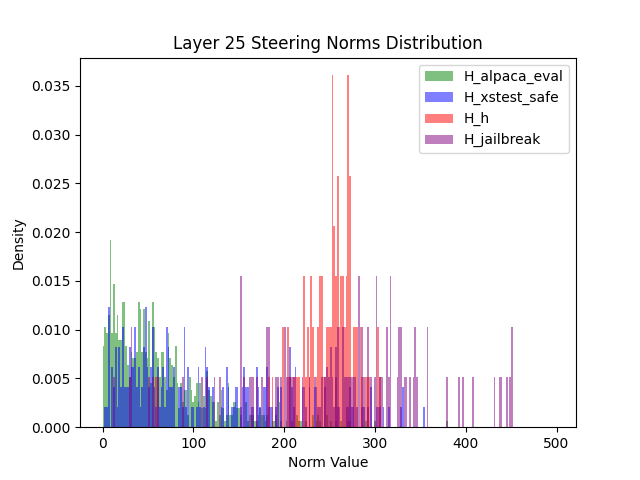 Layer 25 Steering Norms Distribution
H_alpaca_eval
H_xstest_safe
H_h
H_jailbreak
0.035
0.030
0.025
0.020
0.015
0.010
0.005
0.000
Density
0 100 200 300 400 500
Norm Value